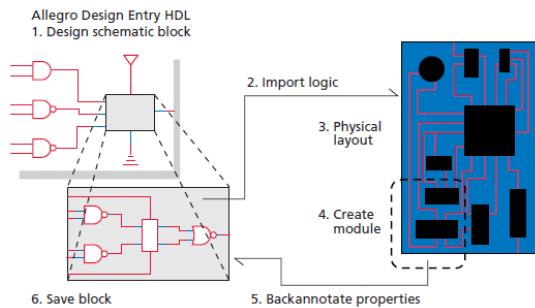 Allegro Design Entry HDL
1. Design schematic block
2. Import logic
3. Physical
layout
4. Create
module
6. Save block
5. Backannotate properties